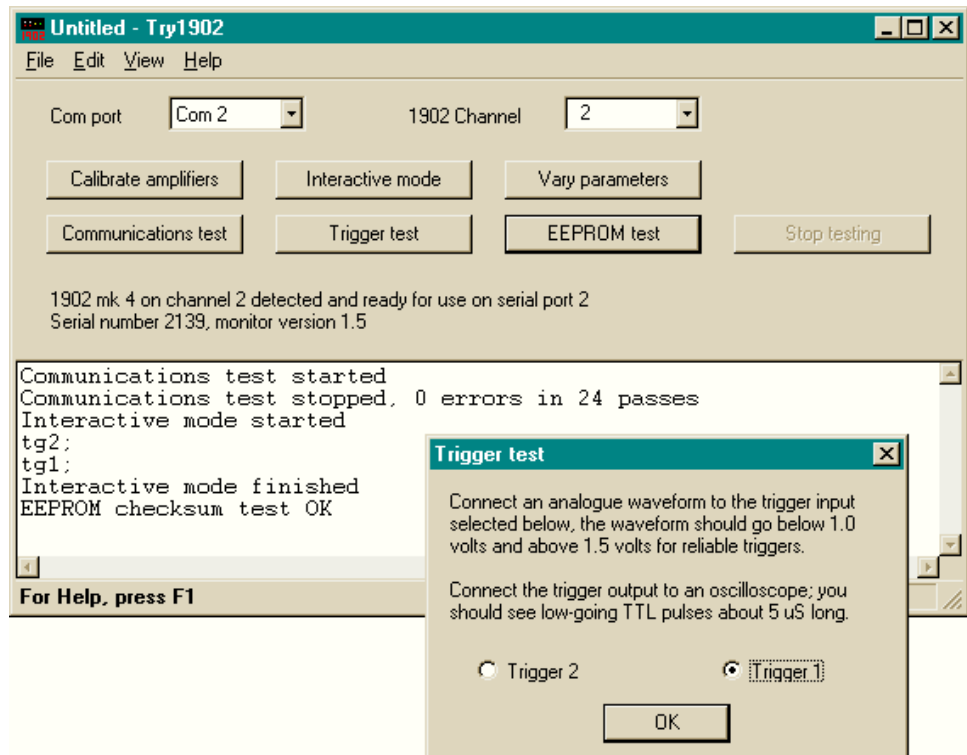 Untitled - Try1902
File Edit View Help
Com port Com 2 1902 Channel 2
Calibrate amplifiers Interactive mode Vary parameters
Communications test Trigger test EEPROM test Stop testing
1902 mk 4 on channel 2 detected and ready for use on serial port 2
Serial number 2139, monitor version 1.5
Communications test started
Communications test stopped, 0 errors in 24 passes
Interactive mode started
tg2;
tg1;
Interactive mode finished
EEPROM checksum test OK
For Help, press F1
Trigger test
Connect an analogue waveform to the trigger input
selected below, the waveform should go below 1.0
volts and above 1.5 volts for reliable triggers.
Connect the trigger output to an oscilloscope; you
should see low-going TTL pulses about 5 uS long.
Trigger 2 Trigger 1
OK